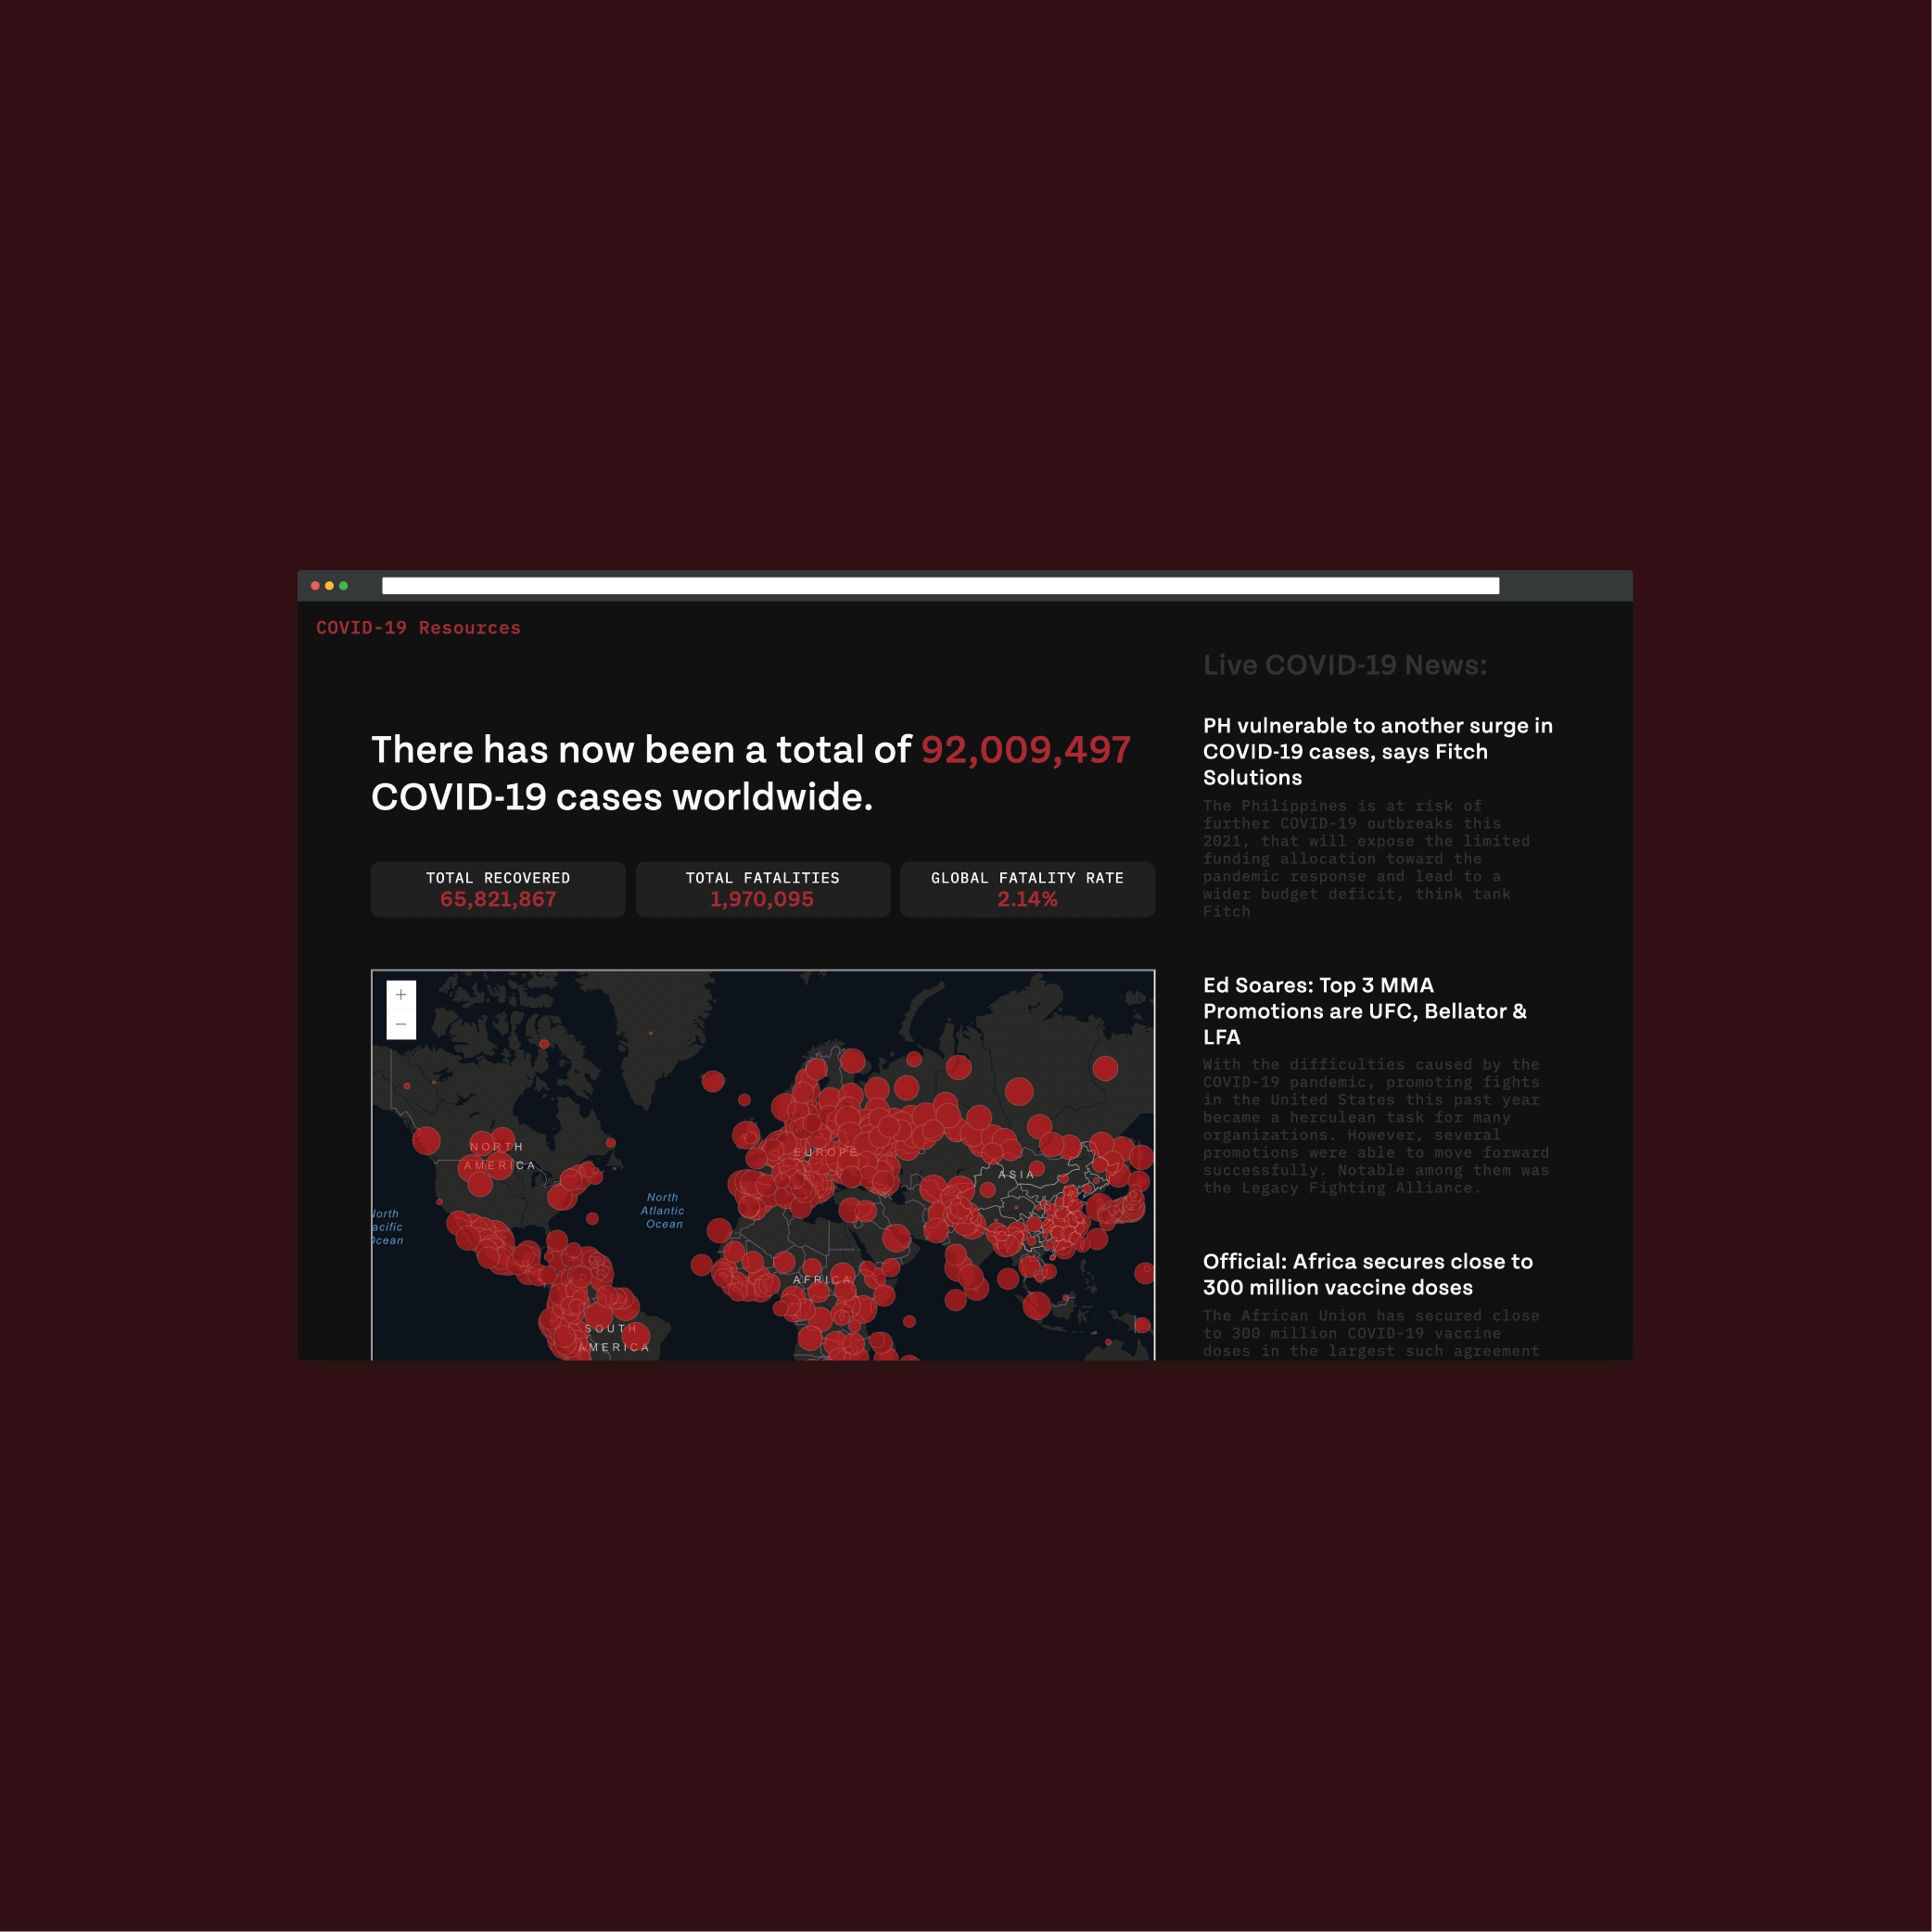 COVID-19 Resources
There has now been a total of 92,009,497
COVID-19 cases worldwide.
TOTAL RECOVERED
65,821,867
TOTAL FATALITIES
1,970,095
GLOBAL FATALITY RATE
2.14%
+
−
NORTH
AMERICA
EUROPE
ASIA
North
Atlantic
Ocean
orth
acific
Ocean
AFRICA
SOUTH
AMERICA
Live COVID-19 News:
PH vulnerable to another surge in
COVID-19 cases, says Fitch
Solutions
The Philippines is at risk of
further COVID-19 outbreaks this
2021, that will expose the limited
funding allocation toward the
pandemic response and lead to a
wider budget deficit, think tank
Fitch
Ed Soares: Top 3 MMA
Promotions are UFC, Bellator &
LFA
With the difficulties caused by the
COVID-19 pandemic, promoting fights
in the United States this past year
became a herculean task for many
organizations. However, several
promotions were able to move forward
successfully. Notable among them was
the Legacy Fighting Alliance.
Official: Africa secures close to
300 million vaccine doses
The African Union has secured close
to 300 million COVID-19 vaccine
doses in the largest such agreement